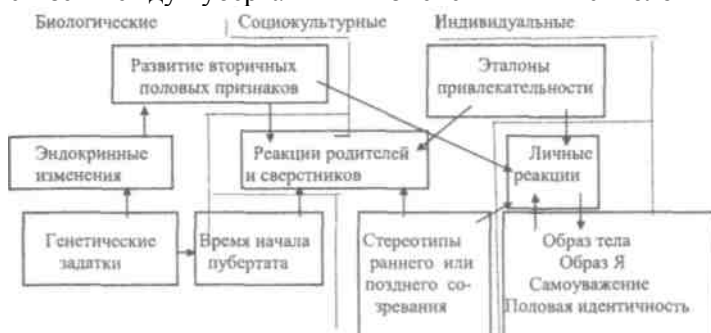 Биологические Социокультурные Индивидуальные
Развитие вторичных
половых признаков
Эталоны
привлекательности
Эндокринные
изменения
Реакции родителей
и сверстников
Личные
реакции
Генетические
задатки
Время начала
пубертата
Стереотипы
раннего или
позднего со-
зревания
Образ тела
Образ Я
Самоуважение
Половая идентичность